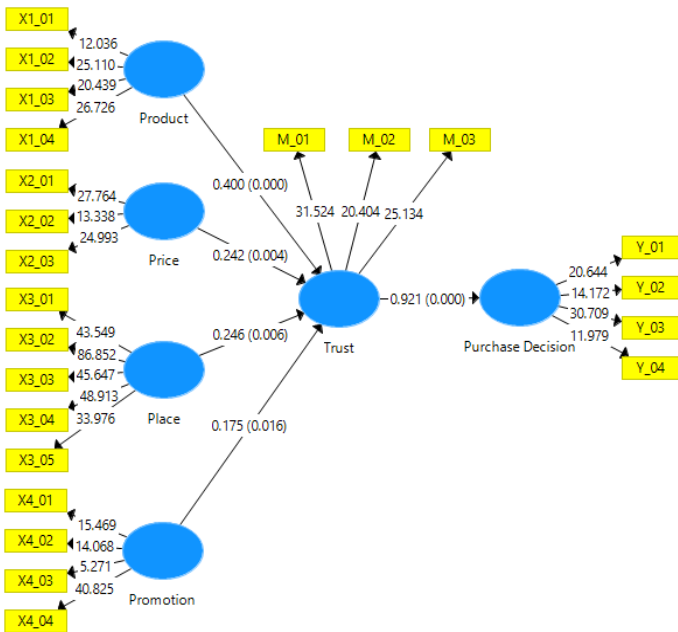 X1_01
12.036
X1_02
25.110
X1_03
20.439
X1_04
26.726
Product
X2_01
27.764
X2_02
13.338
X2_03
24.993
Price
X3_01
43.549
X3_02
86.852
X3_03
45.647
X3_04
48.913
X3_05
33.976
Place
X4_01
15.469
X4_02
14.068
X4_03
5.271
X4_04
40.825
Promotion
0.400 (0.000)
0.242 (0.004)
0.246 (0.006)
0.175 (0.016)
M_01
M_02
M_03
31.524
20.404
25.134
Trust
0.921 (0.000)
Purchase Decision
Y_01
20.644
Y_02
14.172
Y_03
30.709
Y_04
11.979